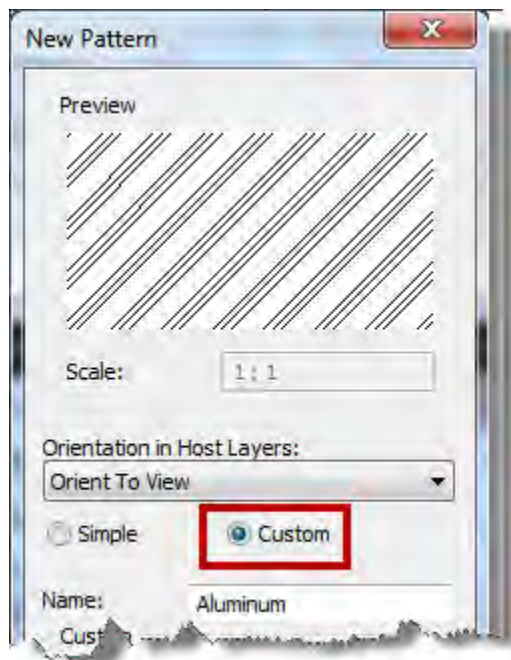 New Pattern
Preview
Scale:
1 : 1
Orientation in Host Layers:
Orient To View
Simple
Custom
Name:
Aluminum